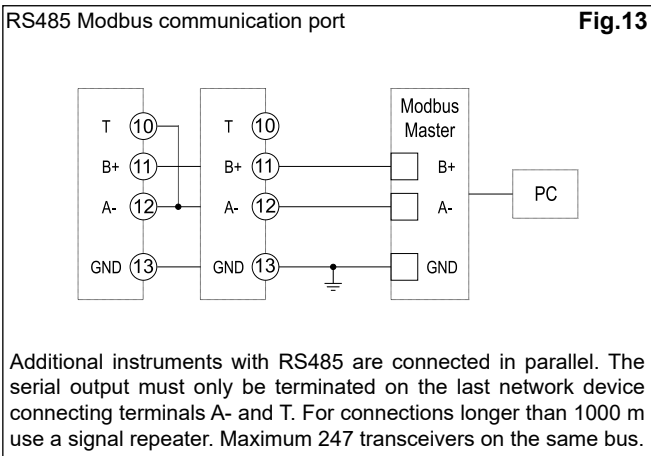 RS485 Modbus communication port Fig.13
Modbus
Master
T 10 T 10
B+ 11 B+ 11 B+
PC
A- 12 A- 12 A-
GND 13 GND 13 GND
Additional instruments with RS485 are connected in parallel. The
serial output must only be terminated on the last network device
connecting terminals A- and T. For connections longer than 1000 m
use a signal repeater. Maximum 247 transceivers on the same bus.